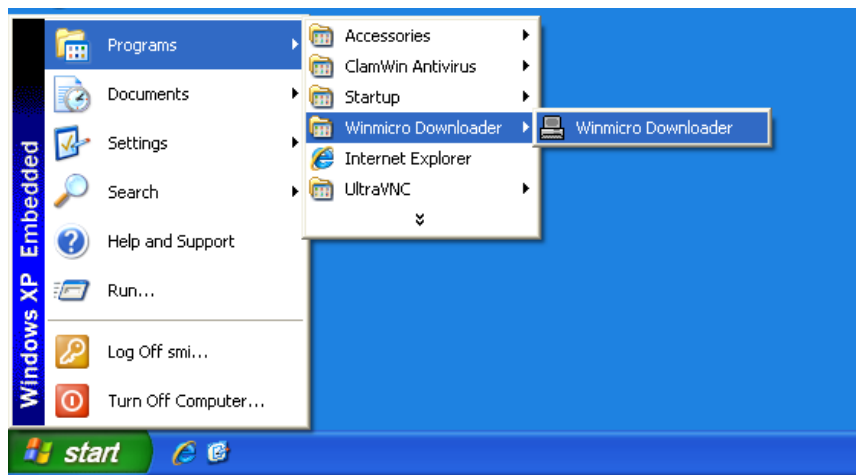 Programs
Documents
Settings
Search
Help and Support
Run...
Log Off smi...
Turn Off Computer...
Windows XP Embedded
Accessories
ClamWin Antivirus
Startup
Winmicro Downloader
Internet Explorer
UltraVNC
Winmicro Downloader
start